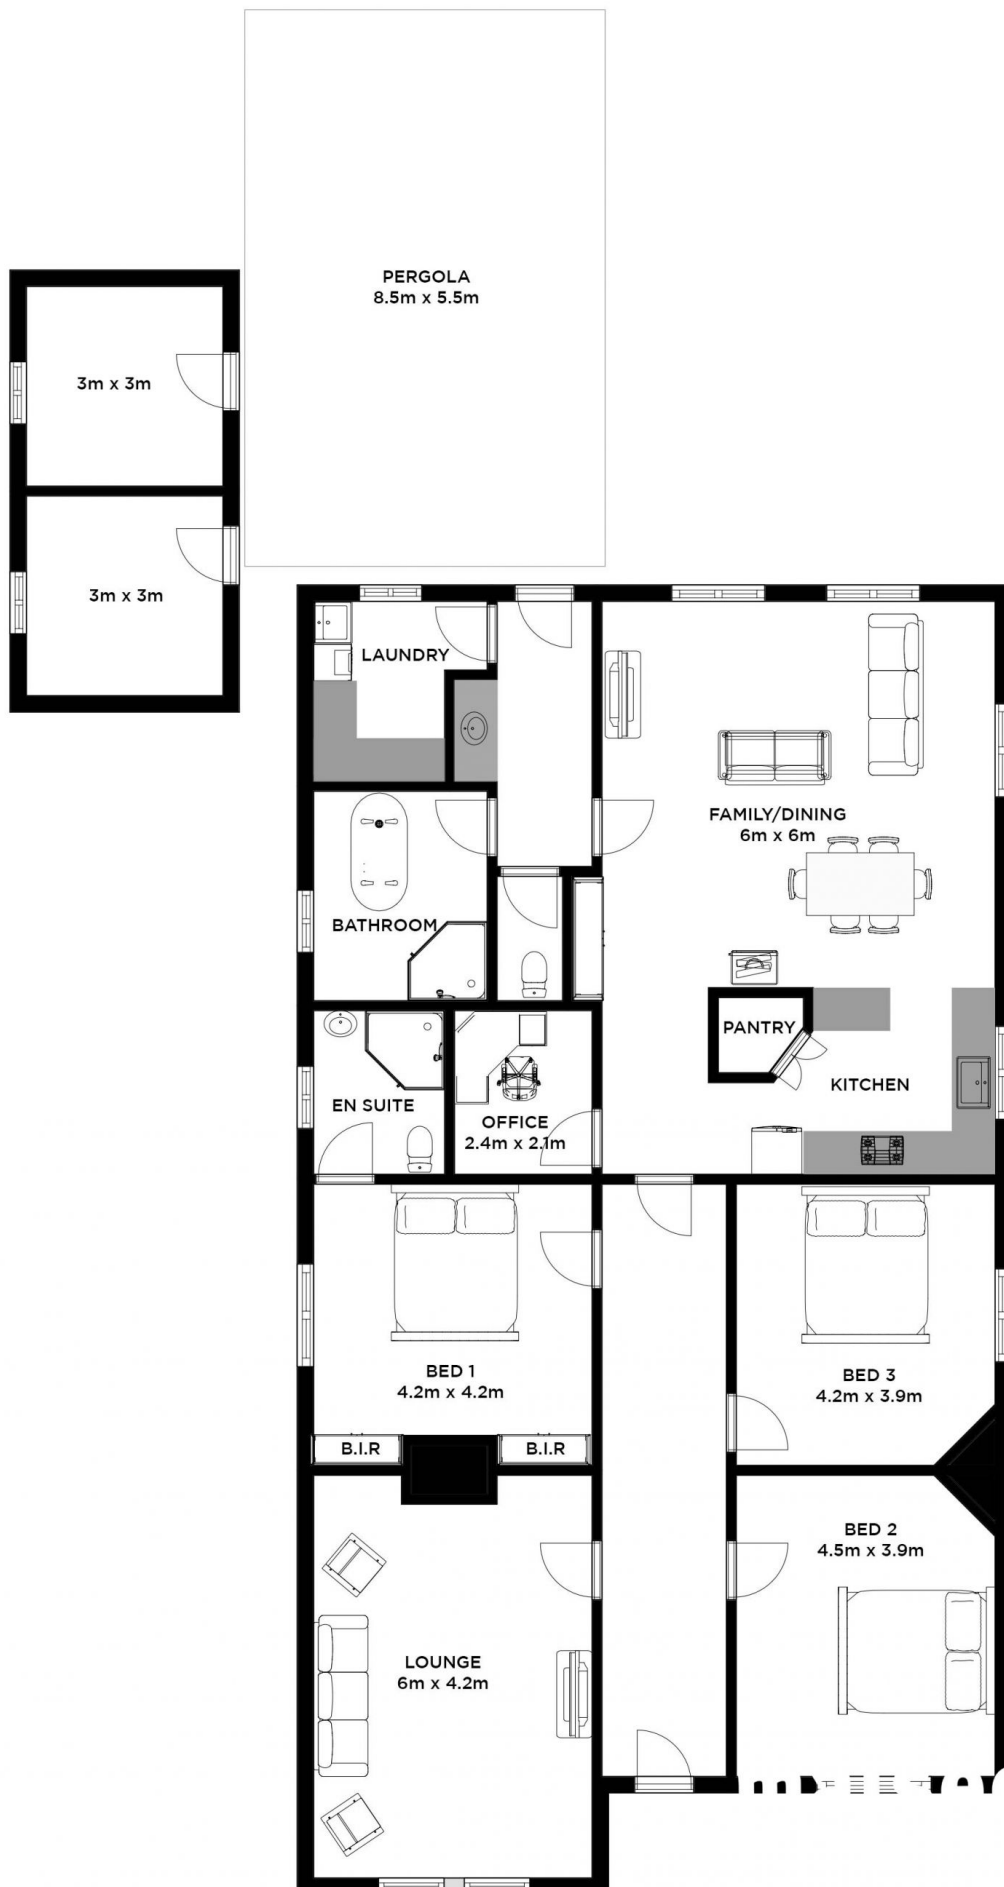 PERGOLA
8.5m x 5.5m
3m x 3m
3m x 3m
LAUNDRY
FAMILY/DINING
6m x 6m
BATHROOM
PANTRY
KITCHEN
EN SUITE
OFFICE
2.4m x 2.1m
BED 1
4.2m x 4.2m
BED 3
4.2m x 3.9m
B.I.R
B.I.R
BED 2
4.5m x 3.9m
LOUNGE
6m x 4.2m